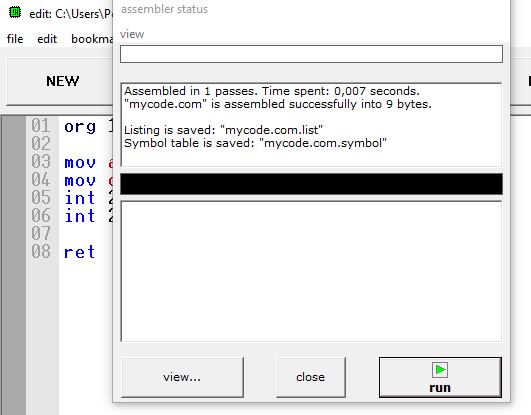 edit: C:\Users\P
assembler status
file edit bookma
view
NEW
Assembled in 1 passes. Time spent: 0,007 seconds.
"mycode.com" is assembled successfully into 9 bytes.
Listing is saved: "mycode.com.list"
Symbol table is saved: "mycode.com.symbol"
01 org 1
02
03 mov a
04 mov
05 int 2
06 int 2
07
08 ret
view...
close
run